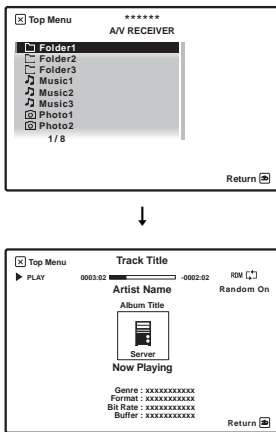 Top Menu ******
A/V RECEIVER
Folder1
Folder2
Folder3
Music1
Music2
Music3
Photo1
Photo2
1 / 8
Return
Top Menu Track Title
PLAY 0003:02 -0002:02 RDM
Artist Name Random On
Album Title
Server
Now Playing
Genre : xxxxxxxxxxx
Format : xxxxxxxxxxx
Bit Rate : xxxxxxxxxxx
Buffer : xxxxxxxxxxx
Return